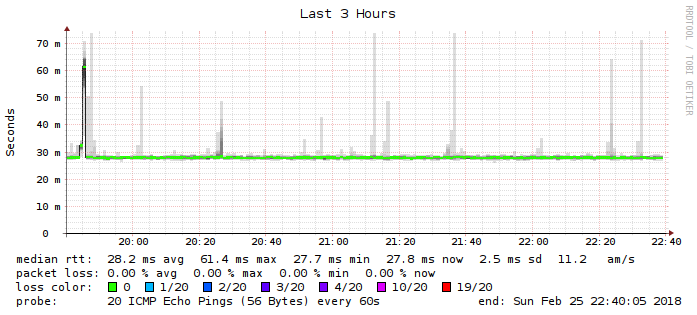 Last 3 Hours
RRDTOOL / TOBI OETIKER
Seconds
70 m
60 m
50 m
40 m
30 m
20 m
10 m
0
20:00 20:20 20:40 21:00 21:20 21:40 22:00 22:20 22:40
median rtt: 28.2 ms avg 61.4 ms max 27.7 ms min 27.8 ms now 2.5 ms sd 11.2 am/s
packet loss: 0.00 % avg 0.00 % max 0.00 % min 0.00 % now
loss color: 0 1/20 2/20 3/20 4/20 10/20 19/20
probe: 20 ICMP Echo Pings (56 Bytes) every 60s end: Sun Feb 25 22:40:05 2018